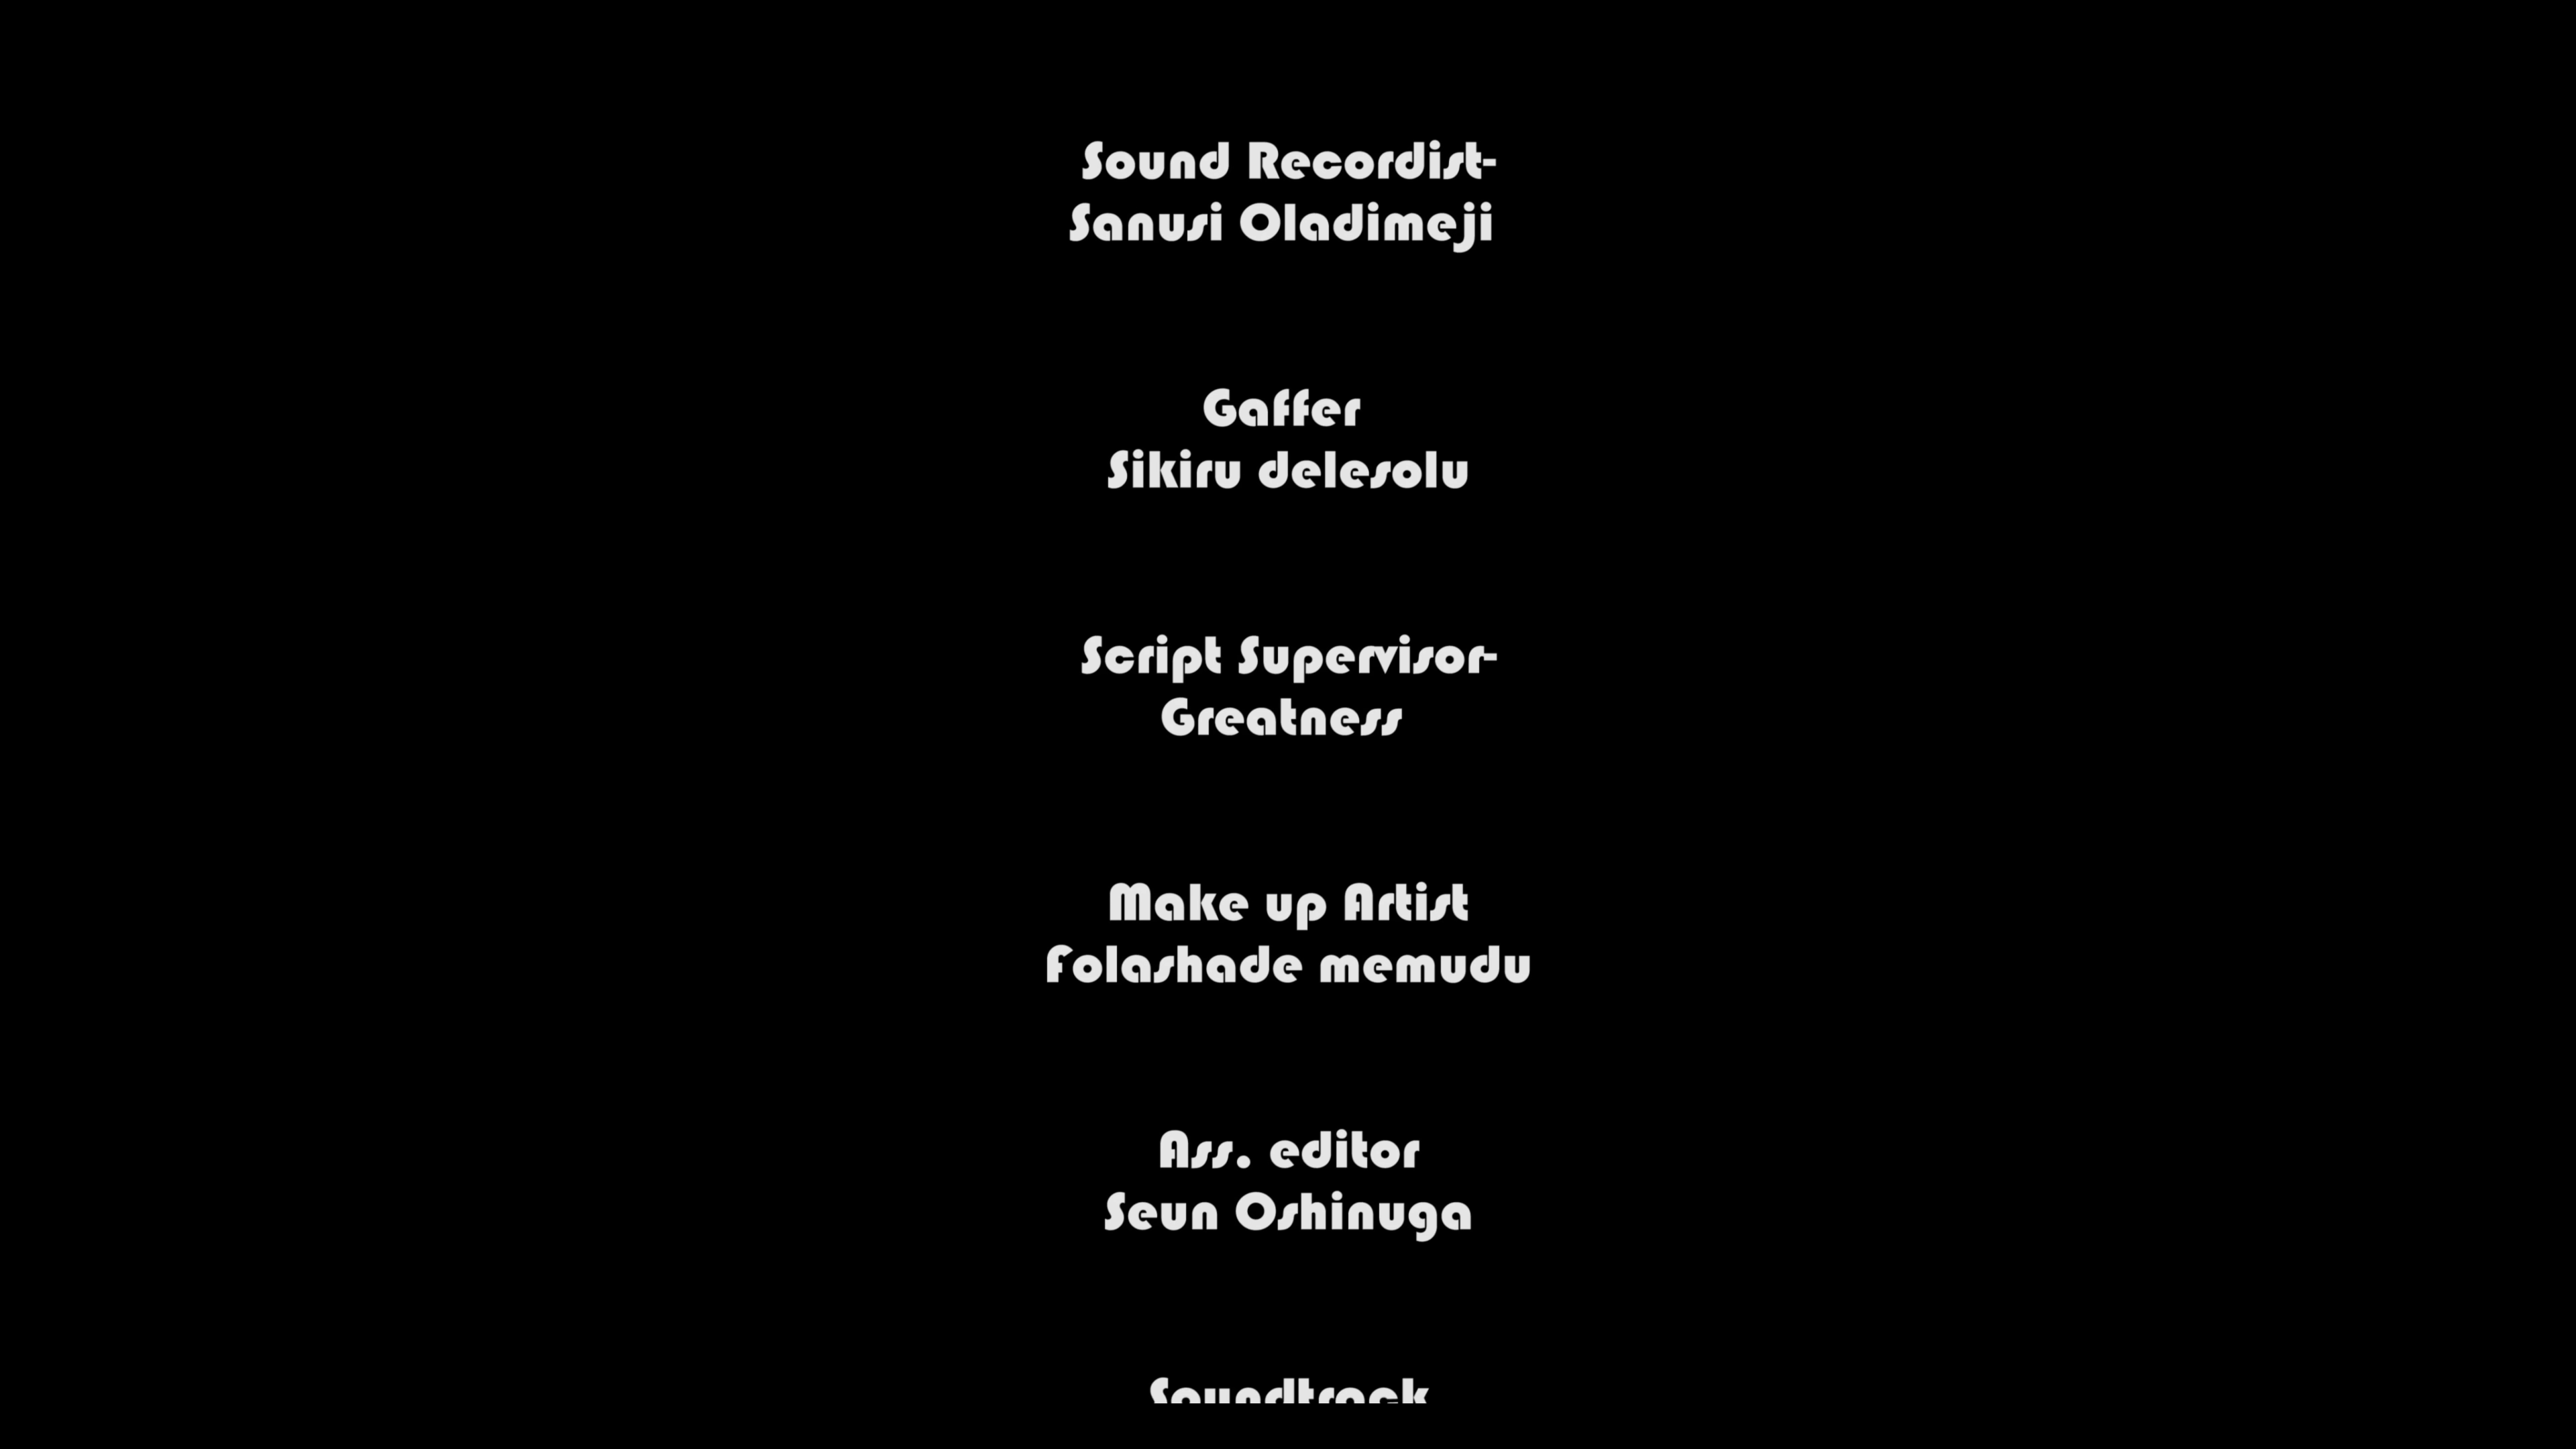 Sound Recordist-
Sanusi Oladimeji
Gaffer
Sikiru delesolu
Script Supervisor-
Greatness
Make up Artist
Folashade memudu
Ass. editor
Seun Oshinuga
Soundtrack